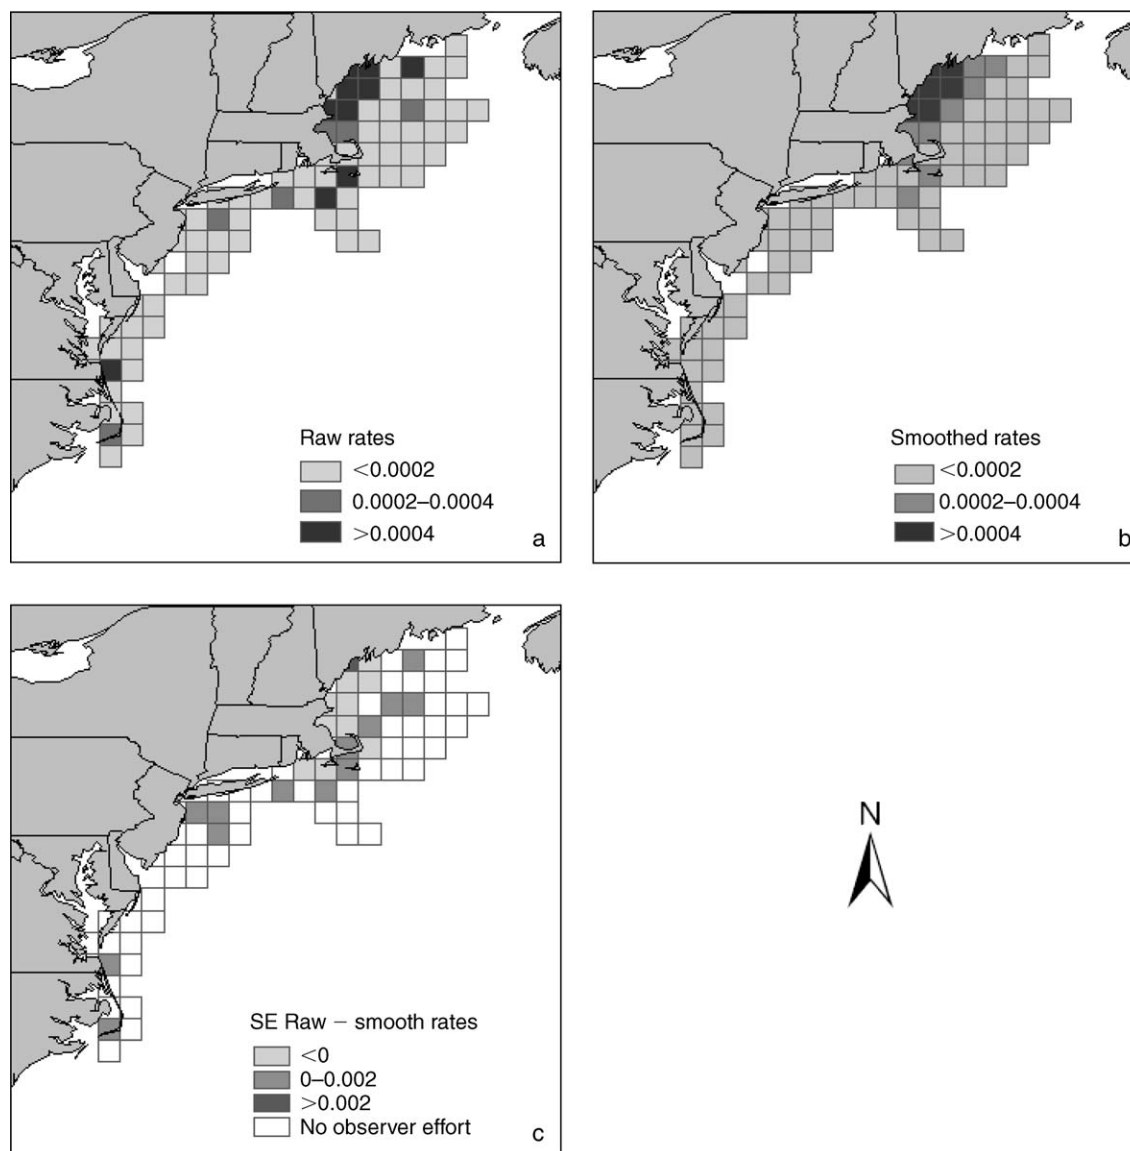 Raw rates
<0.0002
0.0002–0.0004
>0.0004
a
Smoothed rates
<0.0002
0.0002–0.0004
>0.0004
b
SE Raw – smooth rates
<0
0–0.002
>0.002
No observer effort
c
N